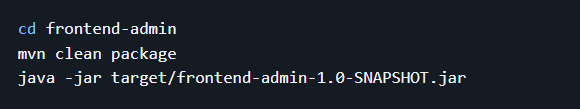 cd frontend-admin
mvn clean package
java -jar target/frontend-admin-1.0-SNAPSHOT.jar